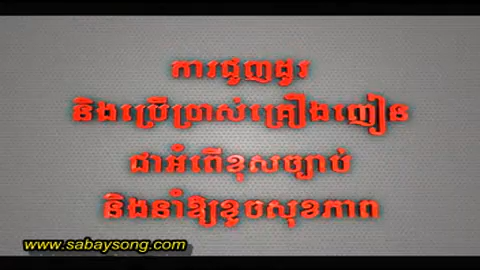 ការជួញដូរ
និងប្រើប្រាស់គ្រឿងញៀន
ជាអំពើខុសច្បាប់
និងនាំឱ្យខូចសុខភាព
www.sabaysong.com